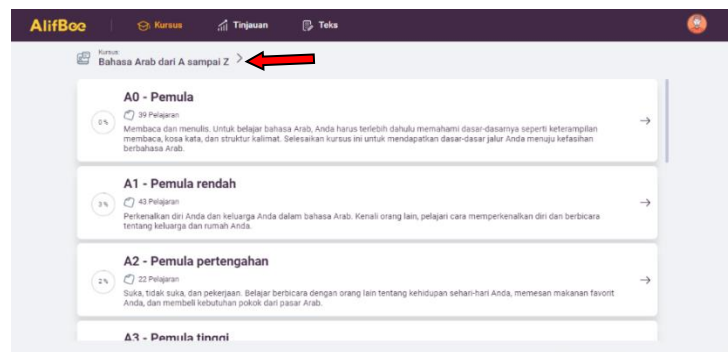 AlifBee
Kursus
Tinjauan
Teks
Kursus:
Bahasa Arab dari A sampai Z
A0 - Pemula
39 Pelajaran
0 %
Membaca dan menulis. Untuk belajar bahasa Arab, Anda harus terlebih dahulu memahami dasar-dasarnya seperti keterampilan
membaca, kosa kata, dan struktur kalimat. Selesaikan kursus ini untuk mendapatkan dasar-dasar jalur Anda menuju kefasihan
berbahasa Arab.
A1 - Pemula rendah
43 Pelajaran
3 %
Perkenalkan diri Anda dan keluarga Anda dalam bahasa Arab. Kenali orang lain, pelajari cara memperkenalkan diri dan berbicara
tentang keluarga dan rumah Anda.
A2 - Pemula pertengahan
22 Pelajaran
2 %
Suka, tidak suka, dan pekerjaan. Belajar berbicara dengan orang lain tentang kehidupan sehari-hari Anda, memesan makanan favorit
Anda, dan membeli kebutuhan pokok dari pasar Arab.
A3 - Pemula tinggi